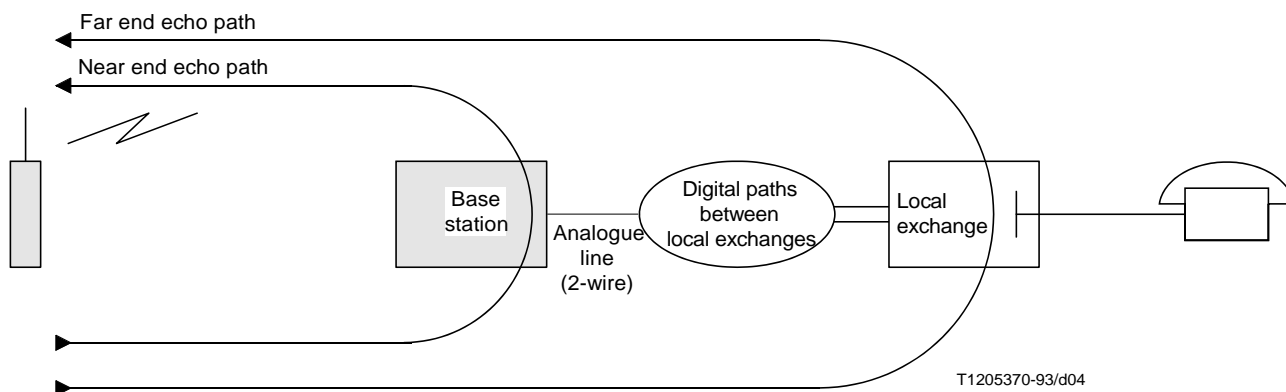 Far end echo path
Near end echo path
Base
station
Analogue
line
(2-wire)
Digital paths
between
local exchanges
Local
exchange
T1205370-93/d04